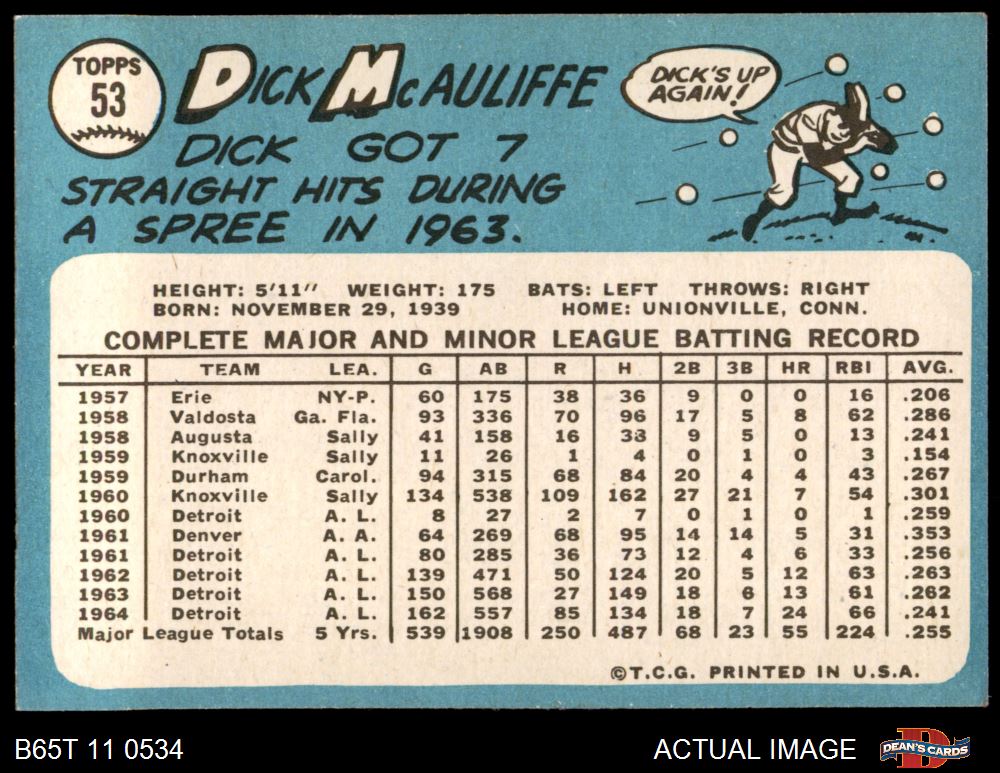 TOPPS
53
DICK McAULIFFE
DICK'S UP
AGAIN!
DICK GOT 7
STRAIGHT HITS DURING
A SPREE IN 1963.
HEIGHT: 5'11" WEIGHT: 175 BATS: LEFT THROWS: RIGHT
BORN: NOVEMBER 29, 1939 HOME: UNIONVILLE, CONN.
COMPLETE MAJOR AND MINOR LEAGUE BATTING RECORD
YEAR TEAM LEA. G AB R H 2B 3B HR RBI AVG.
1957 Erie NY-P. 60 175 38 36 9 0 0 16 .206
1958 Valdosta Ga. Fla. 93 336 70 96 17 5 8 62 .286
1958 Augusta Sally 41 158 16 38 9 5 0 13 .241
1959 Knoxville Sally 11 26 1 4 0 1 0 3 .154
1959 Durham Carol. 94 315 68 84 20 4 4 43 .267
1960 Knoxville Sally 134 538 109 162 27 21 7 54 .301
1960 Detroit A. L. 8 27 2 7 0 1 0 1 .259
1961 Denver A. A. 64 269 68 95 14 14 5 31 .353
1961 Detroit A. L. 80 285 36 73 12 4 6 33 .256
1962 Detroit A. L. 139 471 50 124 20 5 12 63 .263
1963 Detroit A. L. 150 568 27 149 18 6 13 61 .262
1964 Detroit A. L. 162 557 85 134 18 7 24 66 .241
Major League Totals 5 Yrs. 539 1908 250 487 68 23 55 224 .255
©T.C.G. PRINTED IN U.S.A.
B65T 11 0534 ACTUAL IMAGE DEAN'S CARDS